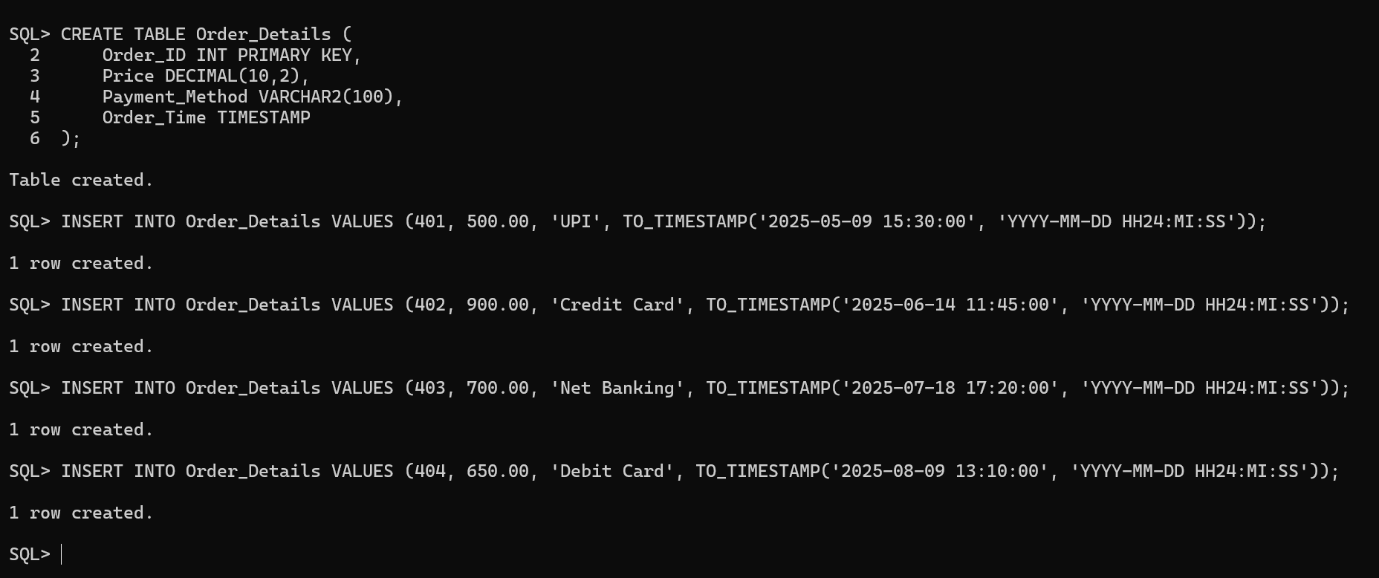 SQL> CREATE TABLE Order_Details (
  2      Order_ID INT PRIMARY KEY,
  3      Price DECIMAL(10,2),
  4      Payment_Method VARCHAR2(100),
  5      Order_Time TIMESTAMP
  6  );
Table created.
SQL> INSERT INTO Order_Details VALUES (401, 500.00, 'UPI', TO_TIMESTAMP('2025-05-09 15:30:00', 'YYYY-MM-DD HH24:MI:SS'));
1 row created.
SQL> INSERT INTO Order_Details VALUES (402, 900.00, 'Credit Card', TO_TIMESTAMP('2025-06-14 11:45:00', 'YYYY-MM-DD HH24:MI:SS'));
1 row created.
SQL> INSERT INTO Order_Details VALUES (403, 700.00, 'Net Banking', TO_TIMESTAMP('2025-07-18 17:20:00', 'YYYY-MM-DD HH24:MI:SS'));
1 row created.
SQL> INSERT INTO Order_Details VALUES (404, 650.00, 'Debit Card', TO_TIMESTAMP('2025-08-09 13:10:00', 'YYYY-MM-DD HH24:MI:SS'));
1 row created.
SQL>